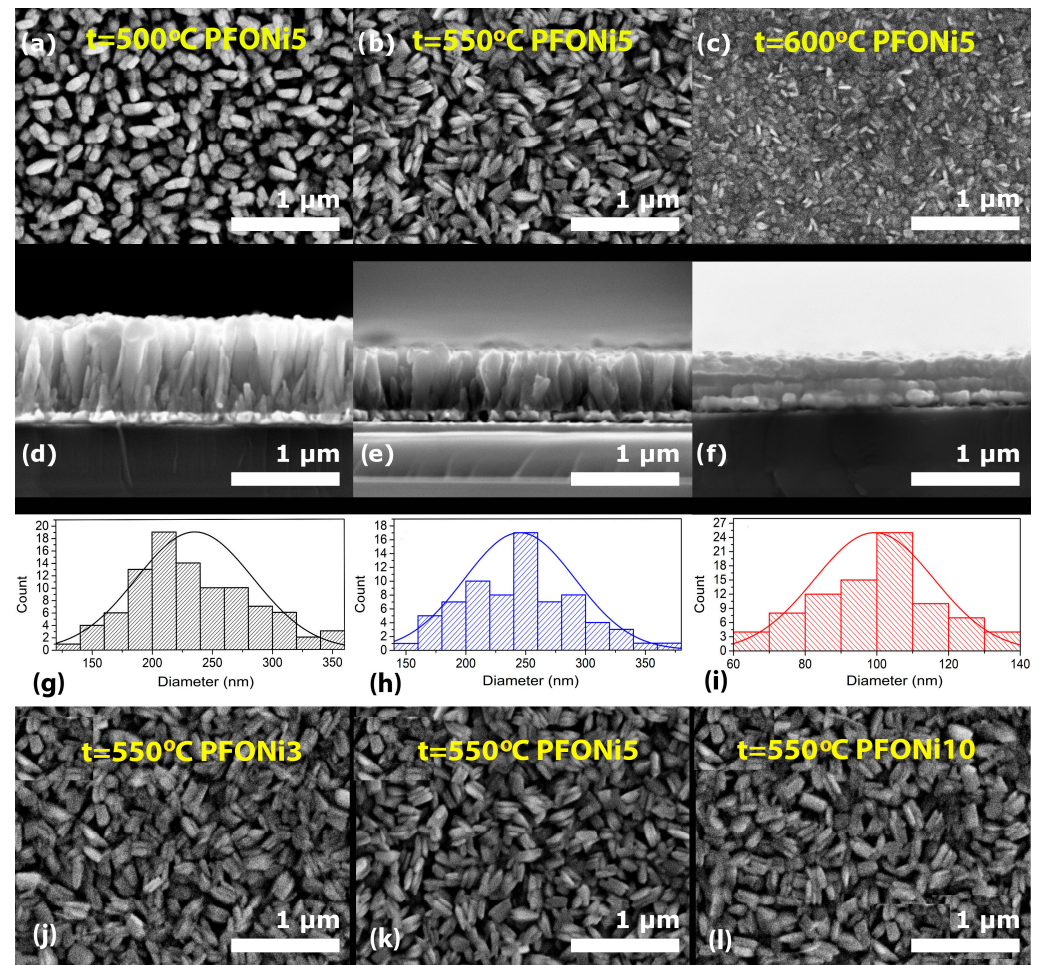 (a) t=500ºC PFONi5
1 µm
(b) t=550ºC PFONi5
1 µm
(c) t=600ºC PFONi5
1 µm
(d)
1 µm
(e)
1 µm
(f)
1 µm
20
18
16
14
12
10
8
6
4
2
0
Count
150 200 250 300 350
Diameter (nm)
(g)
18
16
14
12
10
8
6
4
2
0
Count
150 200 250 300 350
Diameter (nm)
(h)
27
24
21
18
15
12
9
6
3
0
Count
60 80 100 120 140
Diameter (nm)
(i)
t=550ºC PFONi3
1 µm
(j)
t=550ºC PFONi5
1 µm
(k)
t=550ºC PFONi10
1 µm
(l)